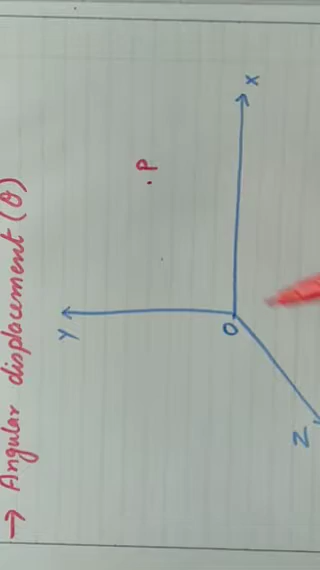 → Angular displacement (θ)
Y
. P
O
X
Z